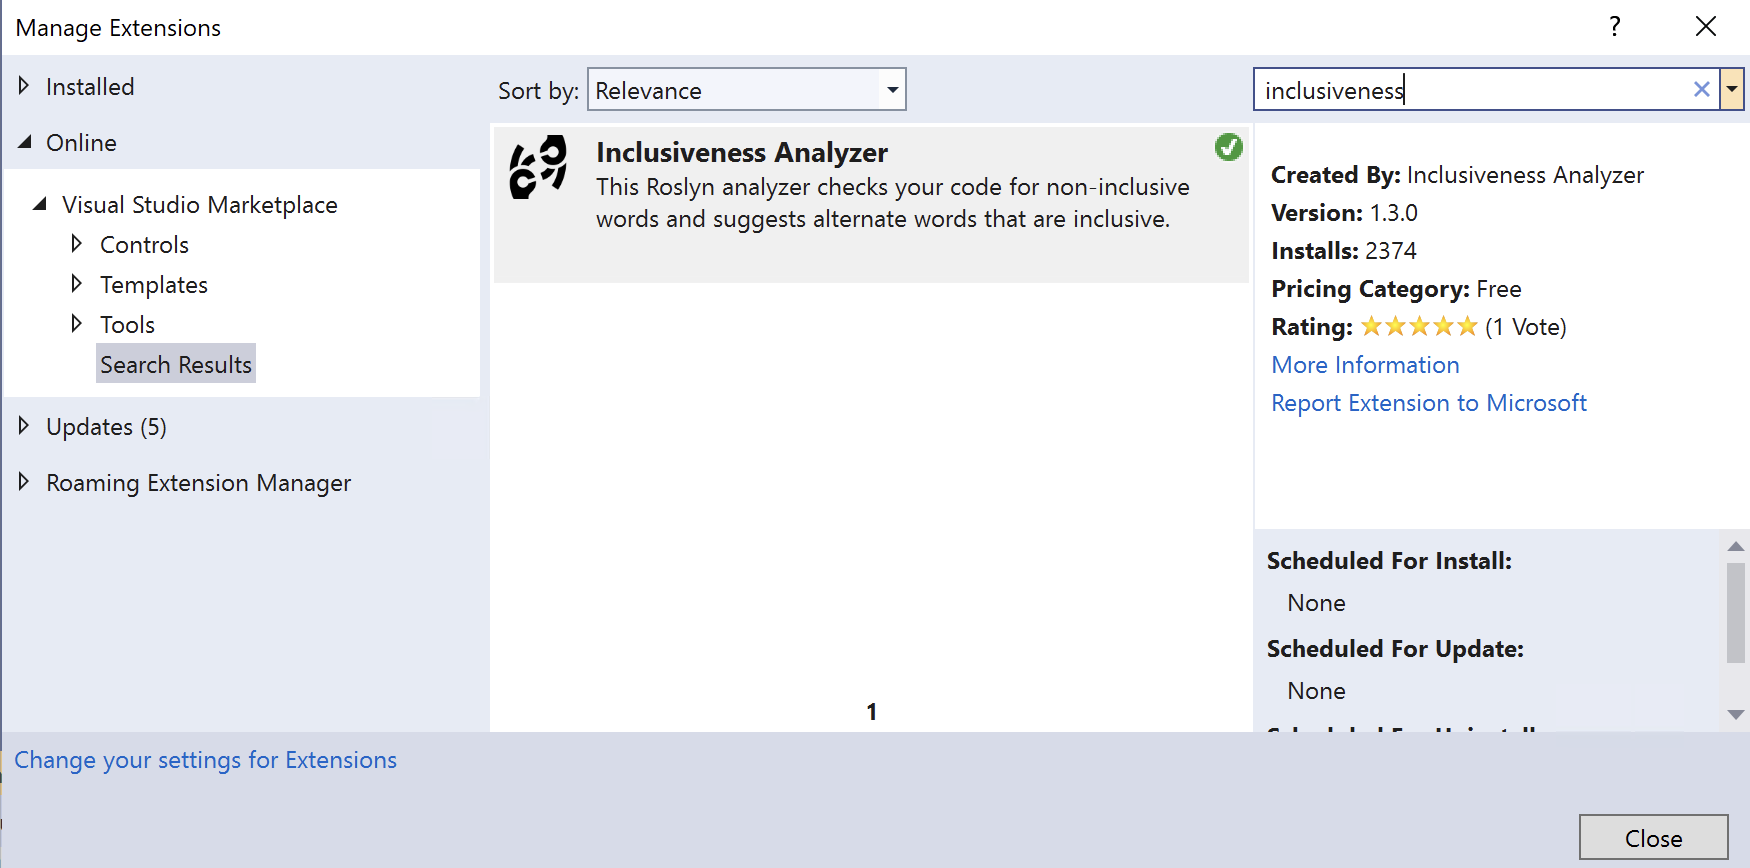 Manage Extensions
?
Installed
Online
Visual Studio Marketplace
Controls
Templates
Tools
Search Results
Updates (5)
Roaming Extension Manager
Sort by: Relevance
inclusiveness
Inclusiveness Analyzer
This Roslyn analyzer checks your code for non-inclusive
words and suggests alternate words that are inclusive.
1
Created By: Inclusiveness Analyzer
Version: 1.3.0
Installs: 2374
Pricing Category: Free
Rating: (1 Vote)
More Information
Report Extension to Microsoft
Scheduled For Install:
None
Scheduled For Update:
None
Scheduled For Uninstall:
Change your settings for Extensions
Close